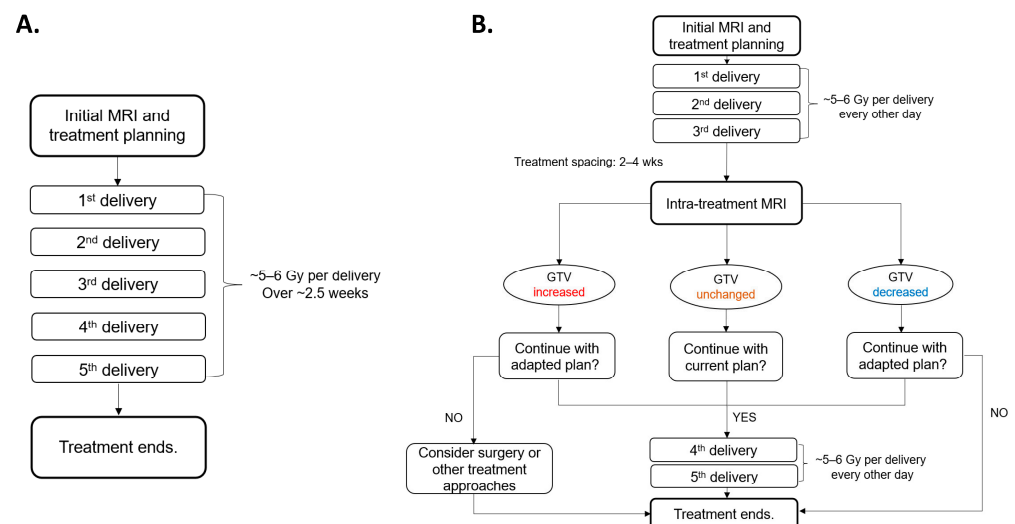 A.
Initial MRI and
treatment planning
1st delivery
2nd delivery
3rd delivery
4th delivery
5th delivery
~5–6 Gy per delivery
Over ~2.5 weeks
Treatment ends.
B.
Initial MRI and
treatment planning
1st delivery
2nd delivery
3rd delivery
~5–6 Gy per delivery
every other day
Treatment spacing: 2–4 wks
Intra-treatment MRI
GTV
increased
GTV
unchanged
GTV
decreased
Continue with
adapted plan?
Continue with
current plan?
Continue with
adapted plan?
NO
YES
NO
Consider surgery or
other treatment
approaches
4th delivery
5th delivery
~5–6 Gy per delivery
every other day
Treatment ends.